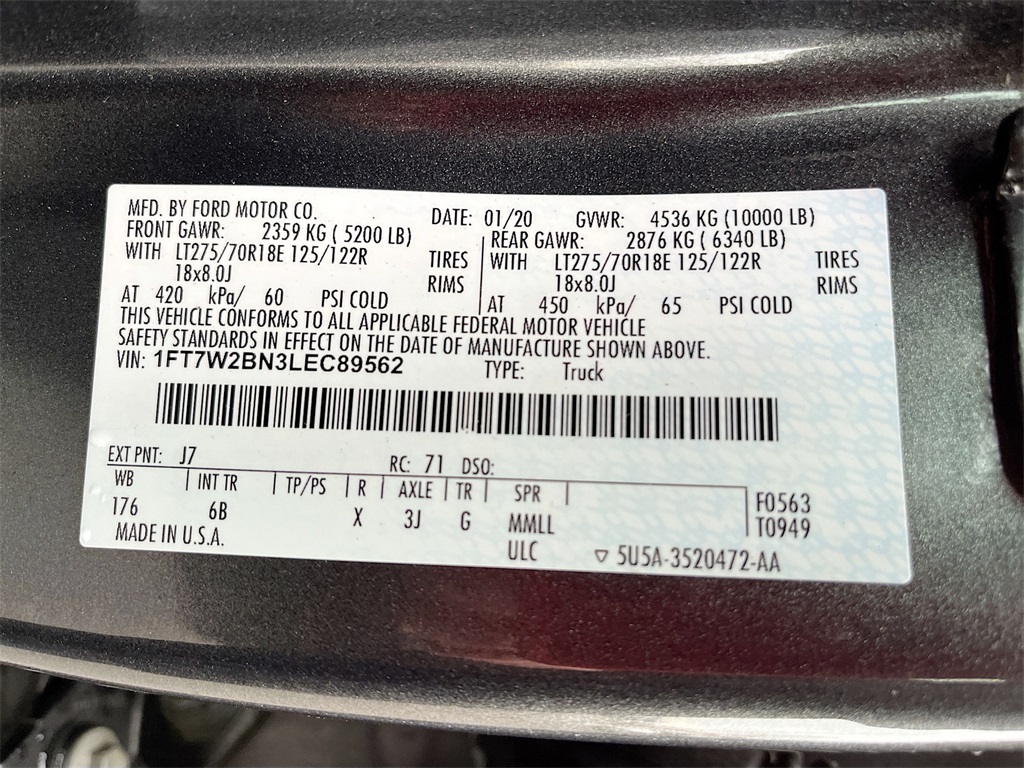 MFD. BY FORD MOTOR CO. DATE: 01/20 GVWR: 4536 KG (10000 LB)
FRONT GAWR: 2359 KG ( 5200 LB) REAR GAWR: 2876 KG ( 6340 LB)
WITH LT275/70R18E 125/122R TIRES WITH LT275/70R18E 125/122R TIRES
18x8.0J RIMS 18x8.0J RIMS
AT 420 kPa/ 60 PSI COLD AT 450 kPa/ 65 PSI COLD
THIS VEHICLE CONFORMS TO ALL APPLICABLE FEDERAL MOTOR VEHICLE
SAFETY STANDARDS IN EFFECT ON THE DATE OF MANUFACTURE SHOWN ABOVE.
VIN: 1FT7W2BN3LEC89562 TYPE: Truck
EXT PNT: J7 RC: 71 DSO:
WB INT TR TP/PS R AXLE TR SPR F0563
176 6B X 3J G MMLL T0949
MADE IN U.S.A. ULC ▽ 5U5A-3520472-AA